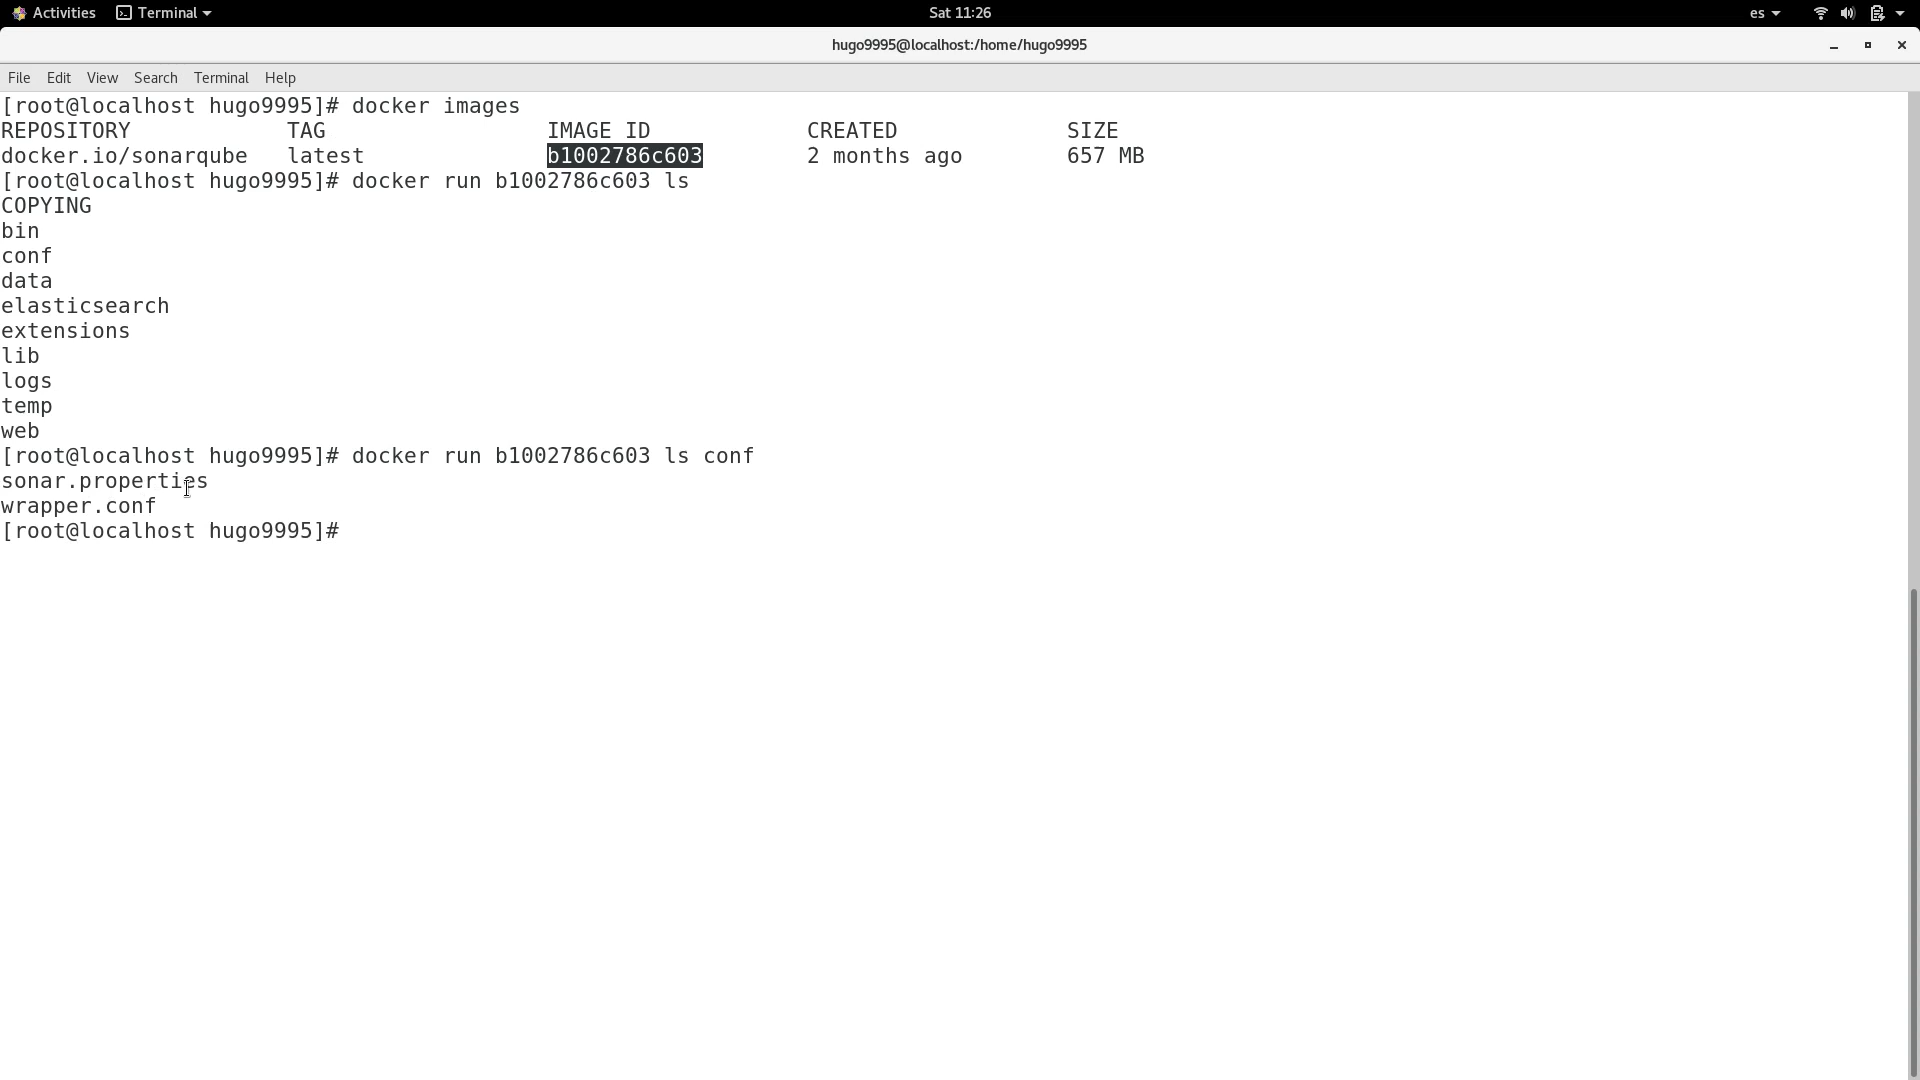 Activities Terminal Sat 11:26 es
hugo9995@localhost:/home/hugo9995
File Edit View Search Terminal Help
[root@localhost hugo9995]# docker images
REPOSITORY TAG IMAGE ID CREATED SIZE
docker.io/sonarqube latest b1002786c603 2 months ago 657 MB
[root@localhost hugo9995]# docker run b1002786c603 ls
COPYING
bin
conf
data
elasticsearch
extensions
lib
logs
temp
web
[root@localhost hugo9995]# docker run b1002786c603 ls conf
sonar.properties
wrapper.conf
[root@localhost hugo9995]#